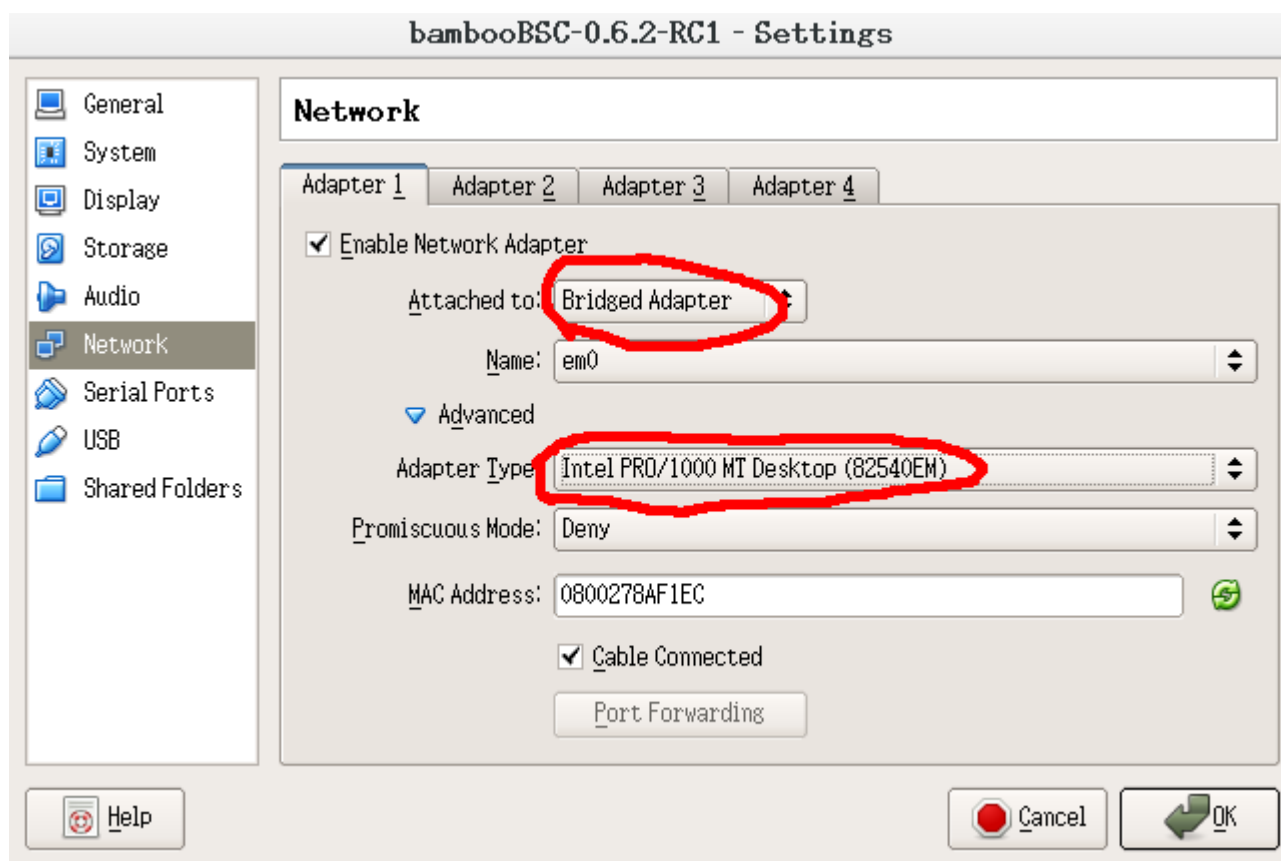 bambooBSC-0.6.2-RC1 - Settings
General
System
Display
Storage
Audio
Network
Serial Ports
USB
Shared Folders
Network
Adapter 1 Adapter 2 Adapter 3 Adapter 4
Enable Network Adapter
Attached to: Bridged Adapter
Name: em0
Advanced
Adapter Type: Intel PRO/1000 MT Desktop (82540EM)
Promiscuous Mode: Deny
MAC Address: 0800278AF1EC
Cable Connected
Port Forwarding
Help
Cancel
OK